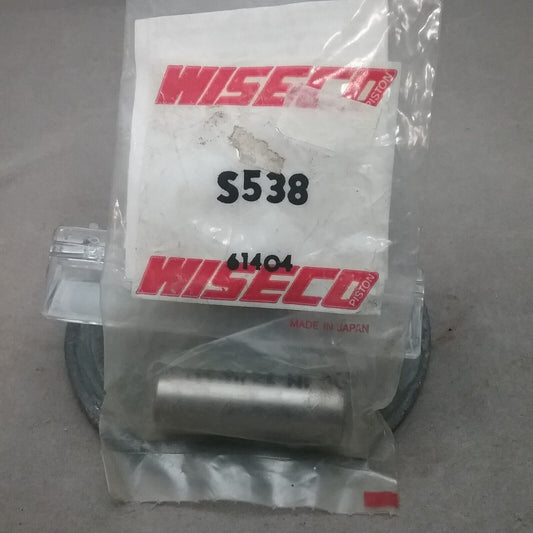 WISECO
PISTON
S538
61404
WISECO
PISTON
MADE IN JAPAN